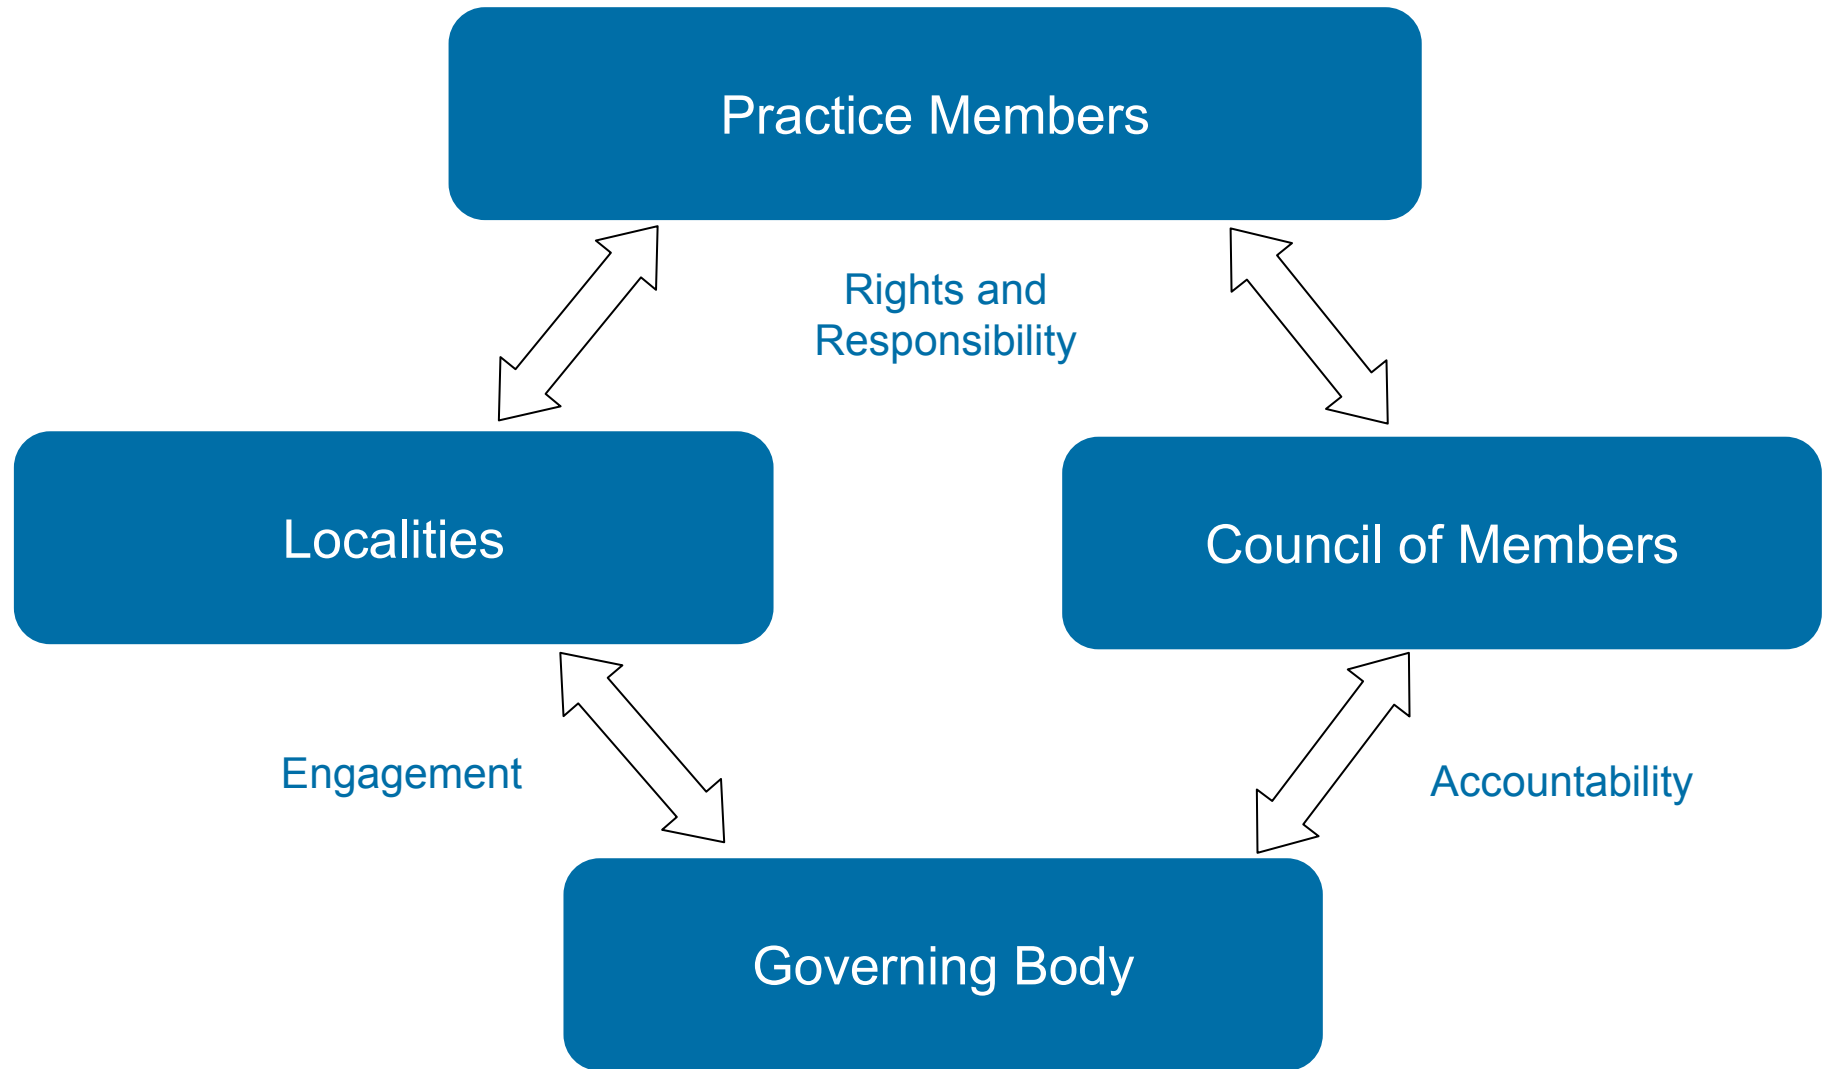 Practice Members
Rights and
Responsibility
Localities
Council of Members
Engagement
Accountability
Governing Body